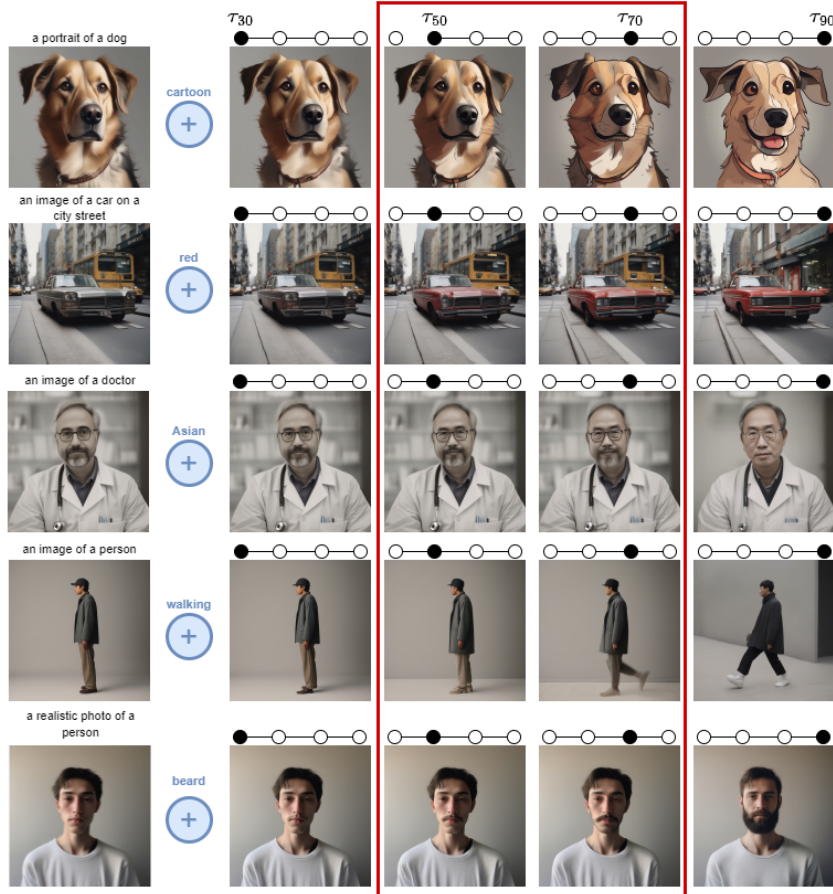 τ30
τ50
τ70
τ90
a portrait of a dog
cartoon
+
an image of a car on a
city street
red
+
an image of a doctor
Asian
+
an image of a person
walking
+
a realistic photo of a
person
beard
+